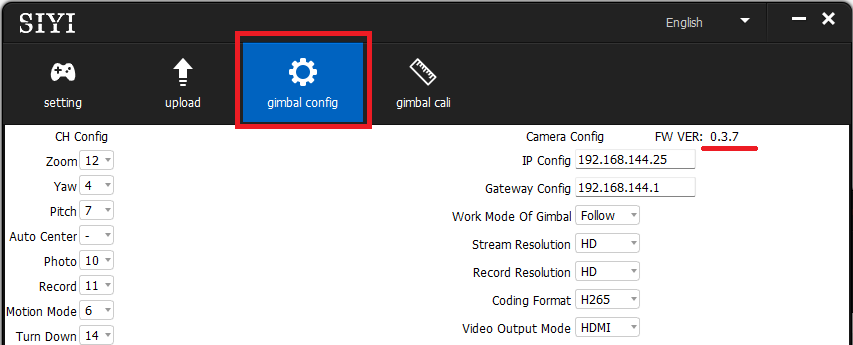 SIYI English
setting upload gimbal config gimbal cali
CH Config
Zoom 12
Yaw 4
Pitch 7
Auto Center -
Photo 10
Record 11
Motion Mode 6
Turn Down 14
Camera Config FW VER: 0.3.7
IP Config 192.168.144.25
Gateway Config 192.168.144.1
Work Mode Of Gimbal Follow
Stream Resolution HD
Record Resolution HD
Coding Format H265
Video Output Mode HDMI